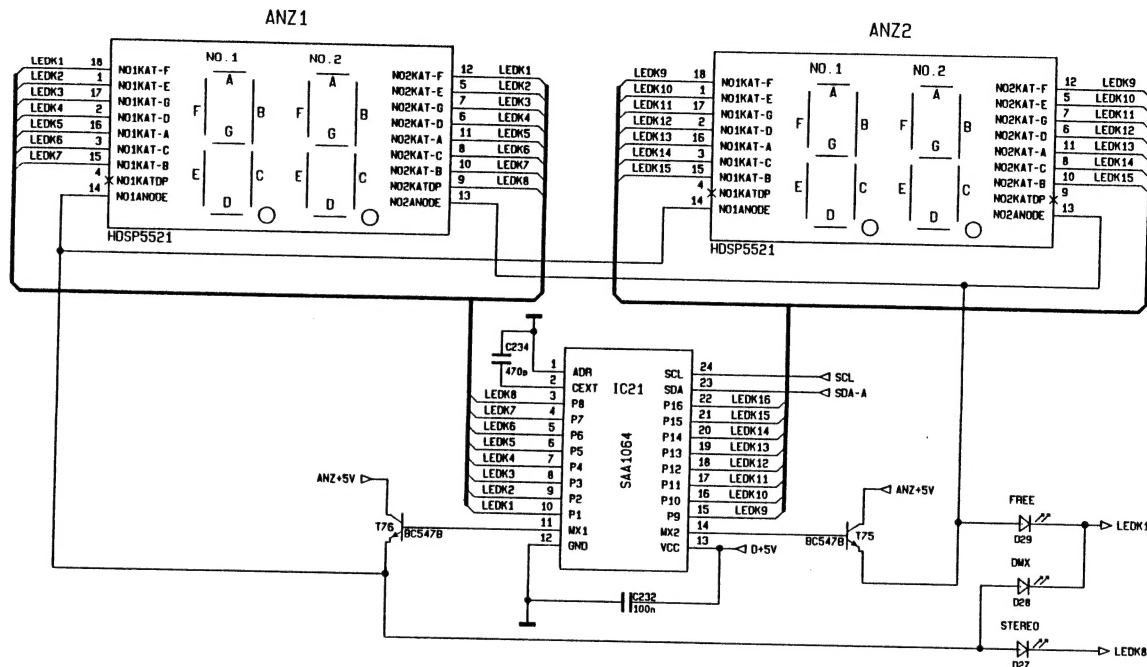 ANZ1
ANZ2
LEDK1 18 NO1KAT-F
LEDK2 1 NO1KAT-E
LEDK3 17 NO1KAT-G
LEDK4 2 NO1KAT-D
LEDK5 16 NO1KAT-A
LEDK6 3 NO1KAT-C
LEDK7 15 NO1KAT-B
4 NO1KATDP
14 NO1ANODE
NO.1
NO.2
A
F B
G
E C
D
A
F B
G
E C
D
NO2KAT-F 12 LEDK1
NO2KAT-E 5 LEDK2
NO2KAT-G 7 LEDK3
NO2KAT-D 6 LEDK4
NO2KAT-A 11 LEDK5
NO2KAT-C 8 LEDK6
NO2KAT-B 10 LEDK7
NO2KATDP 9 LEDK8
NO2ANODE 13
HDSP5521
LEDK9 18 NO1KAT-F
LEDK10 1 NO1KAT-E
LEDK11 17 NO1KAT-G
LEDK12 2 NO1KAT-D
LEDK13 16 NO1KAT-A
LEDK14 3 NO1KAT-C
LEDK15 15 NO1KAT-B
4 NO1KATDP
14 NO1ANODE
NO.1
NO.2
A
F B
G
E C
D
A
F B
G
E C
D
NO2KAT-F 12 LEDK9
NO2KAT-E 5 LEDK10
NO2KAT-G 7 LEDK11
NO2KAT-D 6 LEDK12
NO2KAT-A 11 LEDK13
NO2KAT-C 8 LEDK14
NO2KAT-B 10 LEDK15
NO2KATDP 9
NO2ANODE 13
HDSP5521
C234
470p
1 ADR
2 CEXT
LEDK8 3 P8
LEDK7 4 P7
LEDK6 5 P6
LEDK5 6 P5
LEDK4 7 P4
LEDK3 8 P3
LEDK2 9 P2
LEDK1 10 P1
11 MX1
12 GND
IC21
SAA1064
SCL 24 SCL
SDA 23 SDA-A
P16 22 LEDK16
P15 21 LEDK15
P14 20 LEDK14
P13 19 LEDK13
P12 18 LEDK12
P11 17 LEDK11
P10 16 LEDK10
P9 15 LEDK9
MX2 14
VCC 13 D+5V
ANZ+5V
T76
BC547B
ANZ+5V
T75
BC547B
C232
100n
FREE
D29
LEDK1
DMX
D28
STEREO
D27